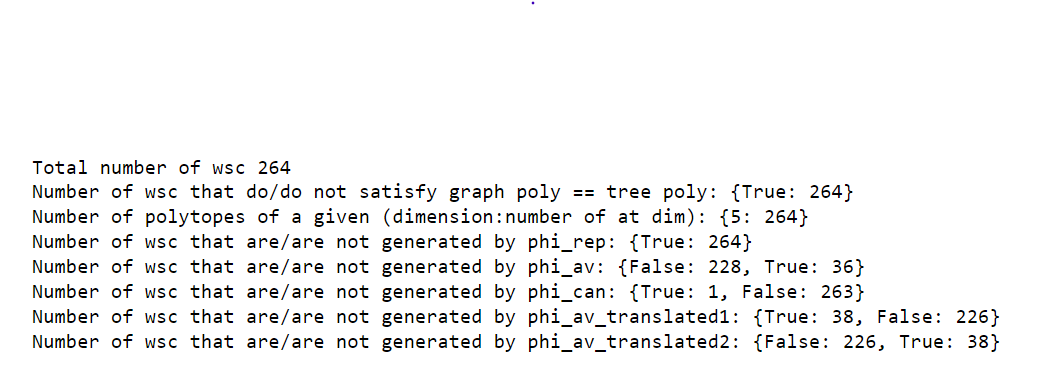 Total number of wsc 264
Number of wsc that do/do not satisfy graph poly == tree poly: {True: 264}
Number of polytopes of a given (dimension:number of at dim): {5: 264}
Number of wsc that are/are not generated by phi_rep: {True: 264}
Number of wsc that are/are not generated by phi_av: {False: 228, True: 36}
Number of wsc that are/are not generated by phi_can: {True: 1, False: 263}
Number of wsc that are/are not generated by phi_av_translated1: {True: 38, False: 226}
Number of wsc that are/are not generated by phi_av_translated2: {False: 226, True: 38}